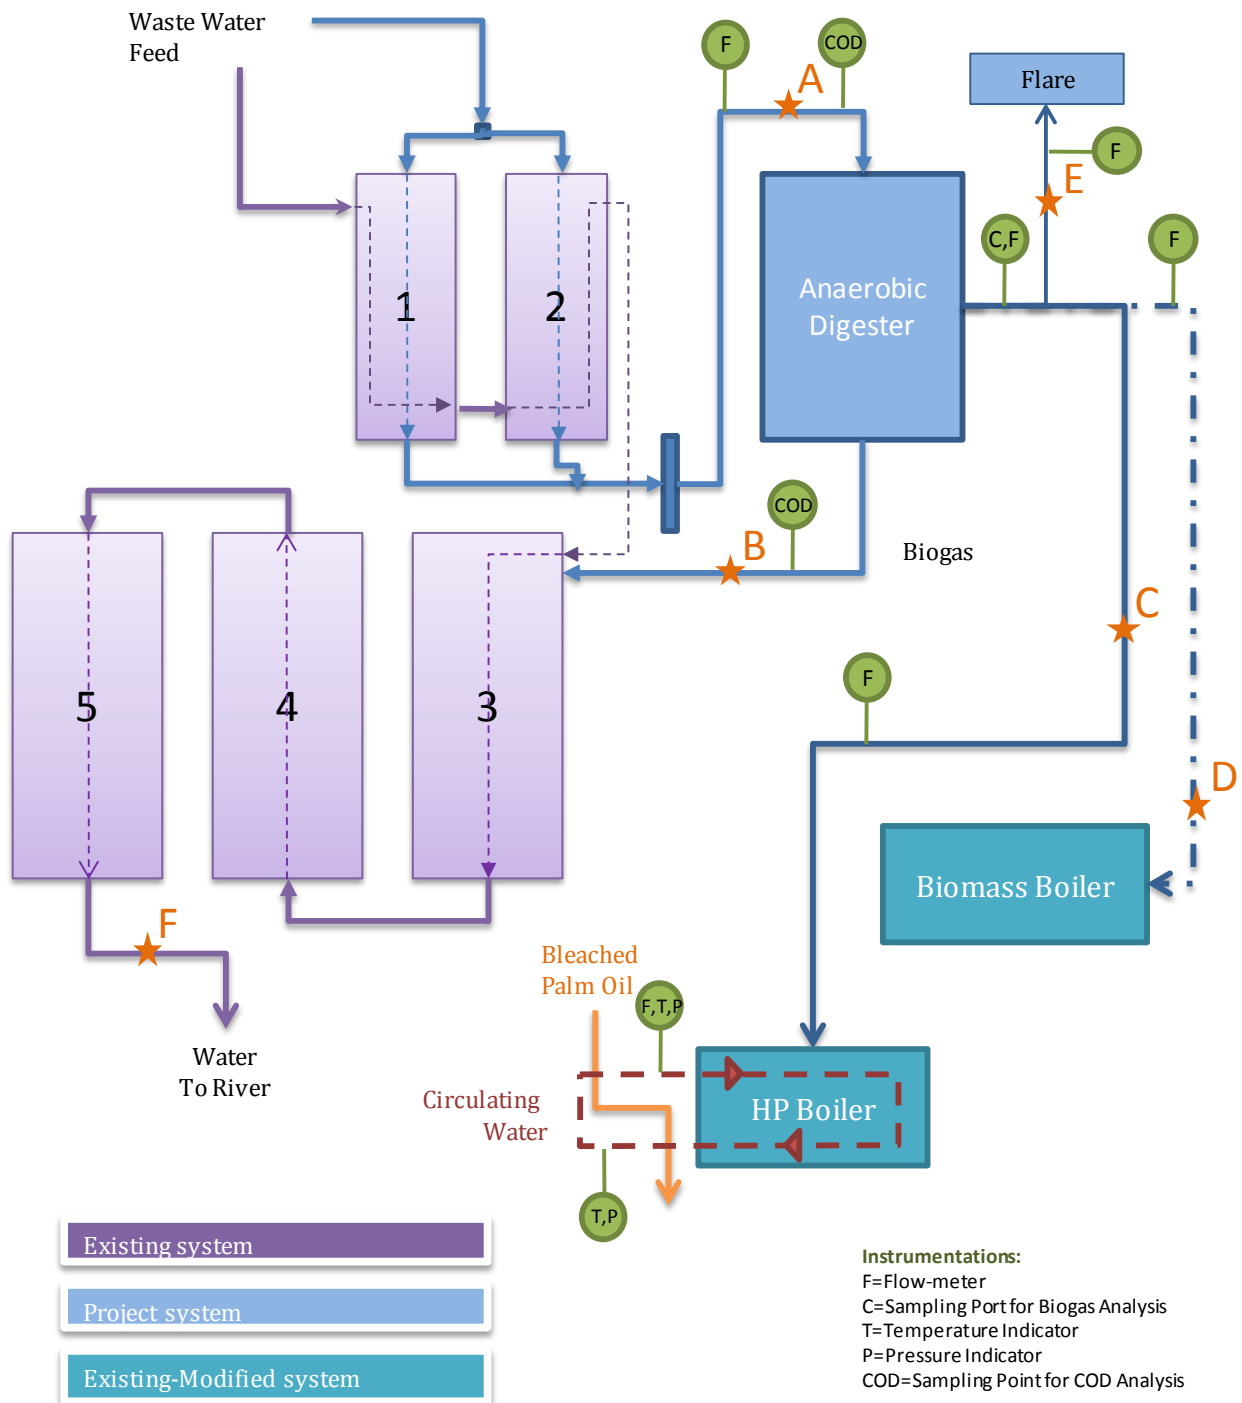 Waste Water
Feed
F
COD
A
Flare
F
E
C,F
F
Anaerobic
Digester
1
2
COD
B
Biogas
C
5
4
3
F
D
Biomass Boiler
F
Bleached
Palm Oil
F,T,P
Water
To River
Circulating
Water
HP Boiler
T,P
Existing system
Project system
Existing-Modified system
Instrumentations:
F=Flow-meter
C=Sampling Port for Biogas Analysis
T=Temperature Indicator
P=Pressure Indicator
COD=Sampling Point for COD Analysis